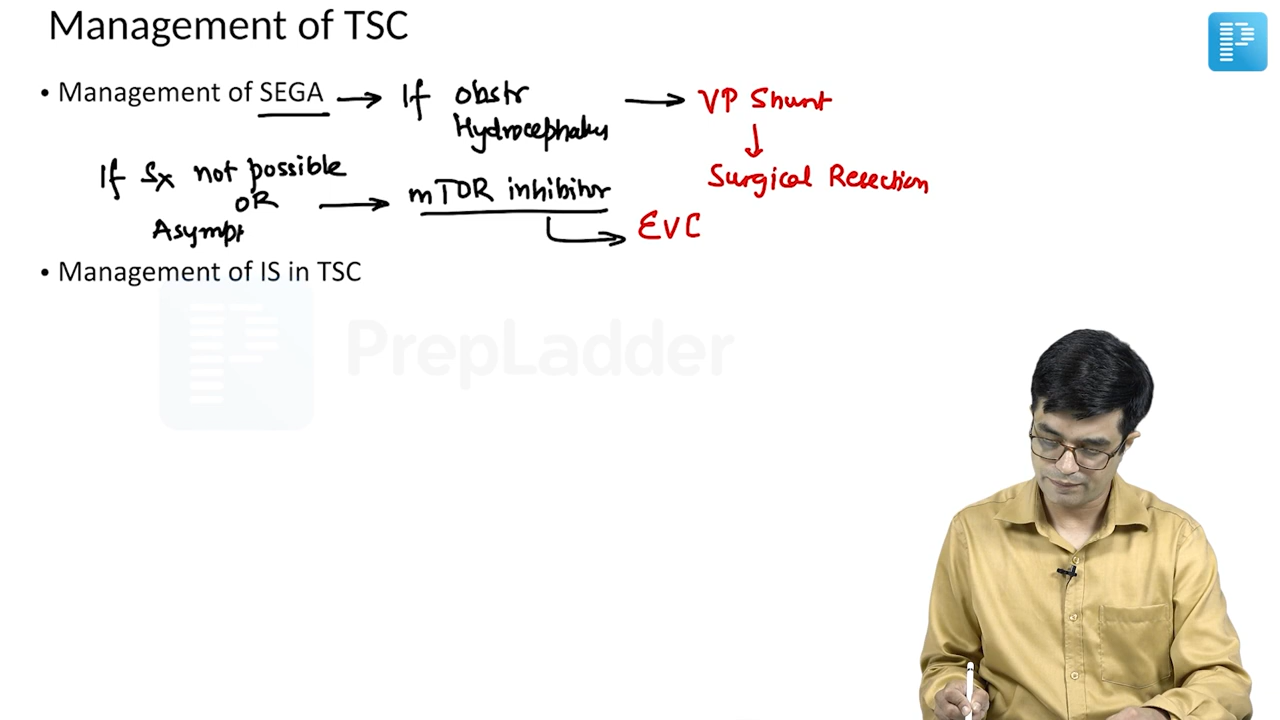 Management of TSC
• Management of SEGA → If obstr Hydrocephalus → VP Shunt
↓
Surgical Resection
If Sx not possible
OR
Asympt
→ mTOR inhibitor
→ EVC
• Management of IS in TSC
PrepLadder